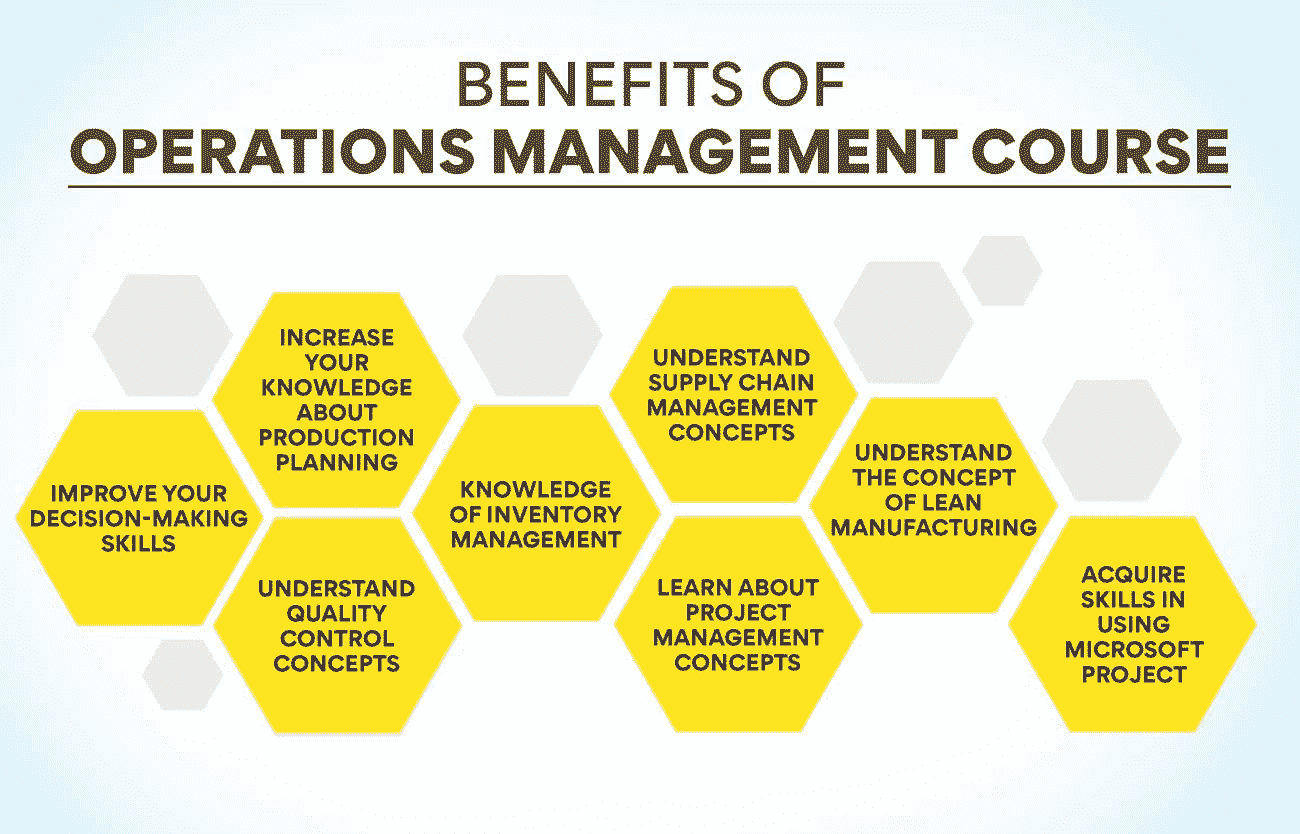 BENEFITS OF
OPERATIONS MANAGEMENT COURSE
IMPROVE YOUR
DECISION-MAKING
SKILLS
INCREASE
YOUR
KNOWLEDGE
ABOUT
PRODUCTION
PLANNING
UNDERSTAND
QUALITY
CONTROL
CONCEPTS
KNOWLEDGE
OF INVENTORY
MANAGEMENT
UNDERSTAND
SUPPLY CHAIN
MANAGEMENT
CONCEPTS
LEARN ABOUT
PROJECT
MANAGEMENT
CONCEPTS
UNDERSTAND
THE CONCEPT
OF LEAN
MANUFACTURING
ACQUIRE
SKILLS IN
USING
MICROSOFT
PROJECT